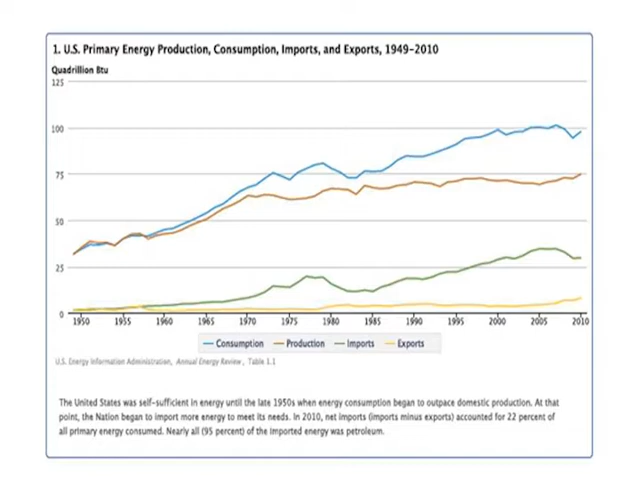 1. U.S. Primary Energy Production, Consumption, Imports, and Exports, 1949-2010
Quadrillion Btu
125
100
75
50
25
0
1950 1955 1960 1965 1970 1975 1980 1985 1990 1995 2000 2005 2010
Consumption Production Imports Exports
U.S. Energy Information Administration, Annual Energy Review, Table 1.1
The United States was self-sufficient in energy until the late 1950s when energy consumption began to outpace domestic production. At that
point, the Nation began to import more energy to meet its needs. In 2010, net imports (imports minus exports) accounted for 22 percent of
all primary energy consumed. Nearly all (95 percent) of the imported energy was petroleum.